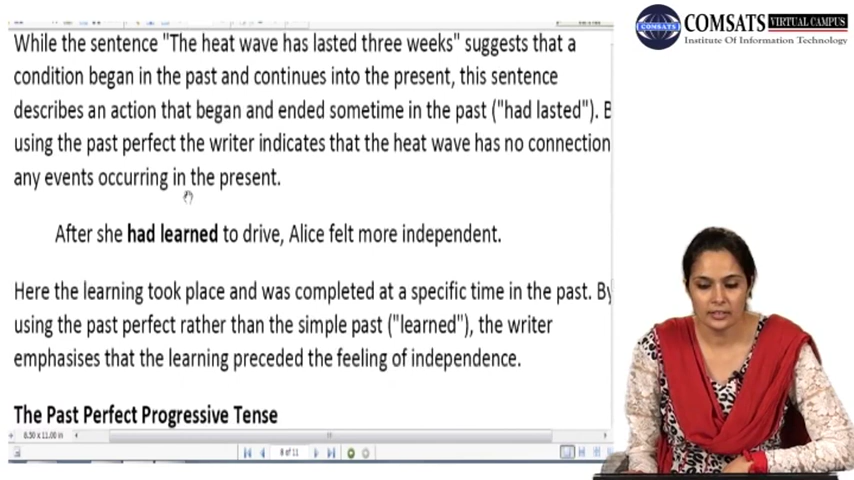 COMSATS VIRTUAL CAMPUS
Institute Of Information Technology
While the sentence "The heat wave has lasted three weeks" suggests that a
condition began in the past and continues into the present, this sentence
describes an action that began and ended sometime in the past ("had lasted"). B
using the past perfect the writer indicates that the heat wave has no connection
any events occurring in the present.
After she had learned to drive, Alice felt more independent.
Here the learning took place and was completed at a specific time in the past. By
using the past perfect rather than the simple past ("learned"), the writer
emphasises that the learning preceded the feeling of independence.
The Past Perfect Progressive Tense
8.50 x 11.00 in
8 of 11